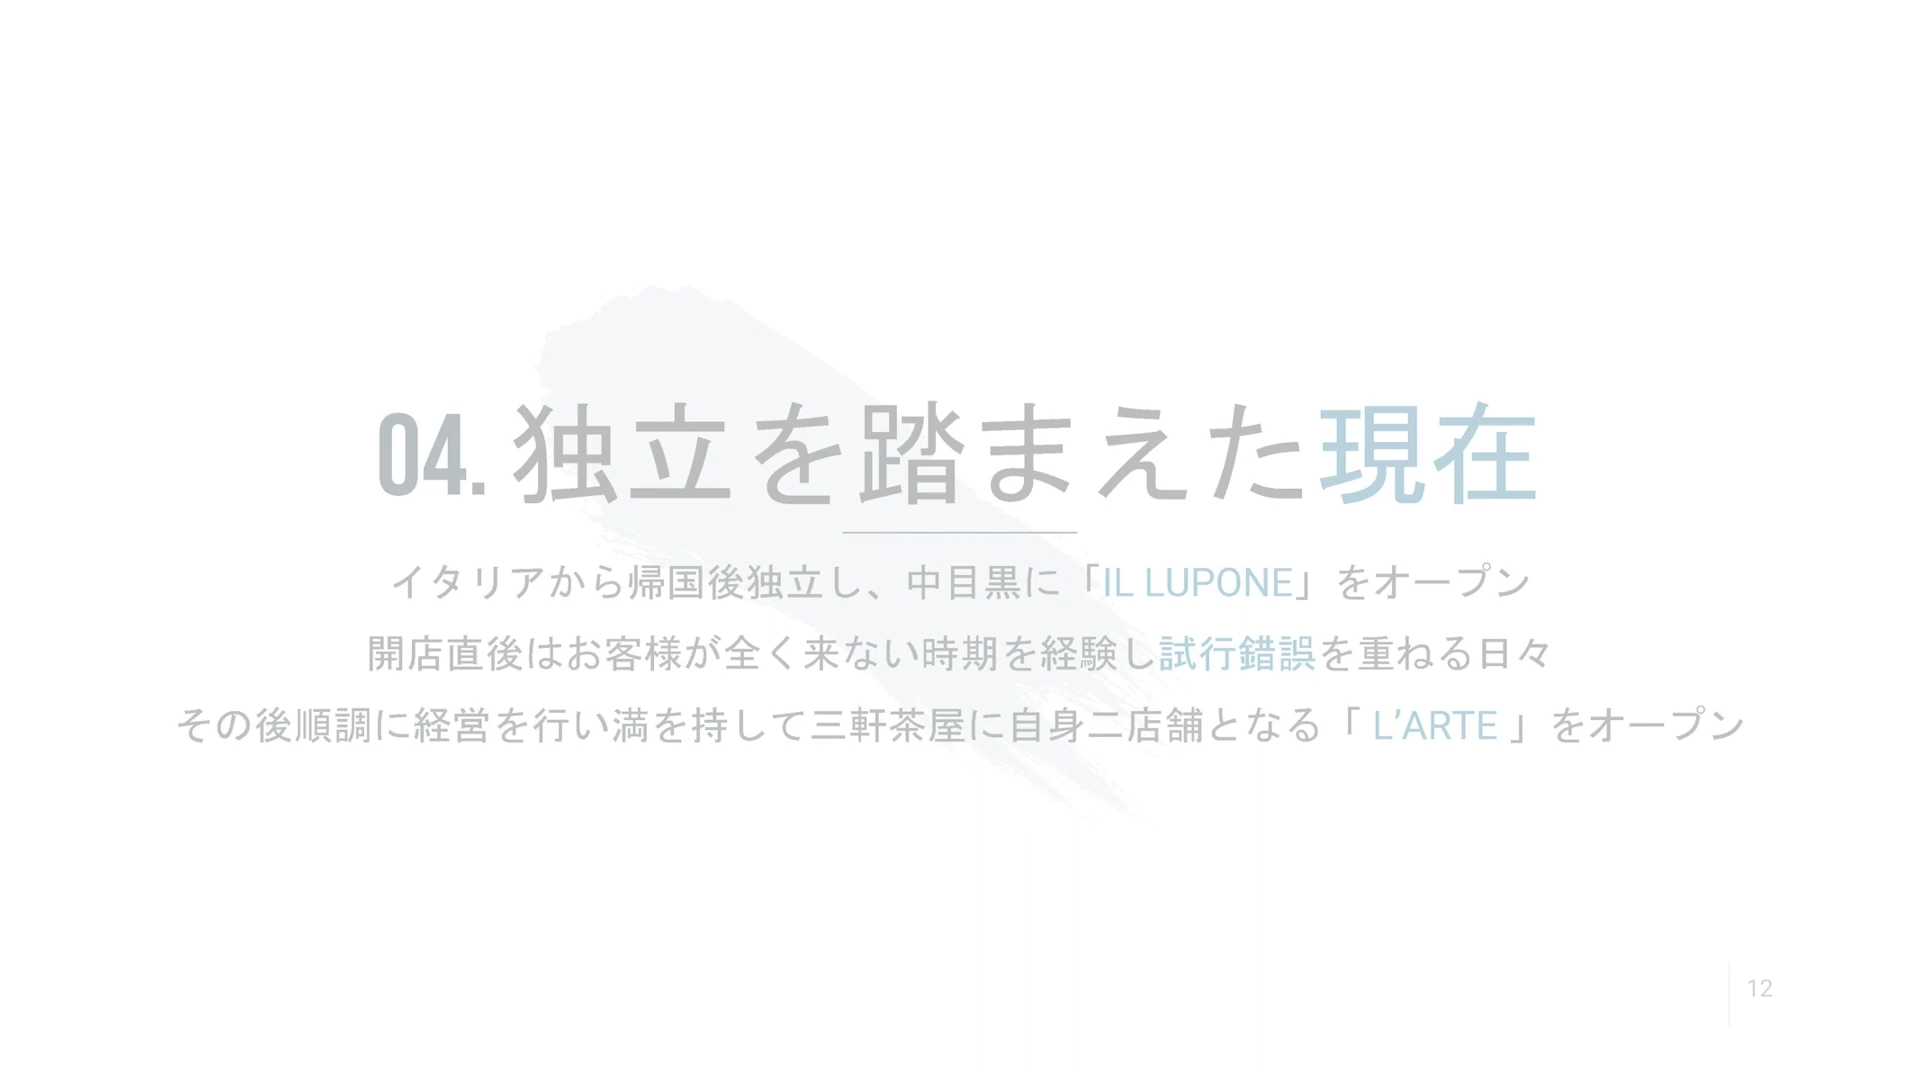 04. 独立を踏まえた現在
イタリアから帰国後独立し、中目黒に「IL LUPONE」をオープン
開店直後はお客様が全く来ない時期を経験し試行錯誤を重ねる日々
その後順調に経営を行い満を持して三軒茶屋に自身二店舗となる「 L’ARTE 」をオープン
12